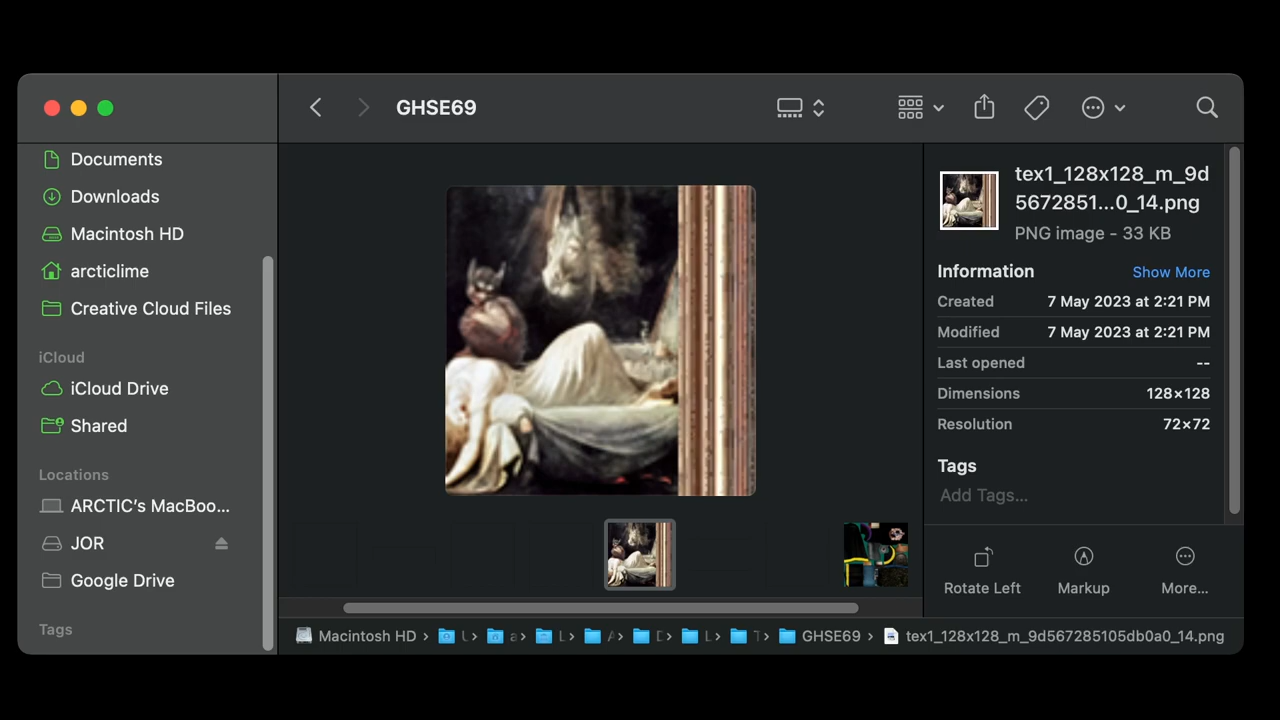 GHSE69
Documents
Downloads
Macintosh HD
arcticlime
Creative Cloud Files
iCloud
iCloud Drive
Shared
Locations
ARCTIC's MacBoo...
JOR
Google Drive
Tags
tex1_128x128_m_9d
5672851...0_14.png
PNG image - 33 KB
Information Show More
Created 7 May 2023 at 2:21 PM
Modified 7 May 2023 at 2:21 PM
Last opened --
Dimensions 128×128
Resolution 72×72
Tags
Add Tags...
Rotate Left Markup More...
Macintosh HD › GHSE69 › tex1_128x128_m_9d567285105db0a0_14.png